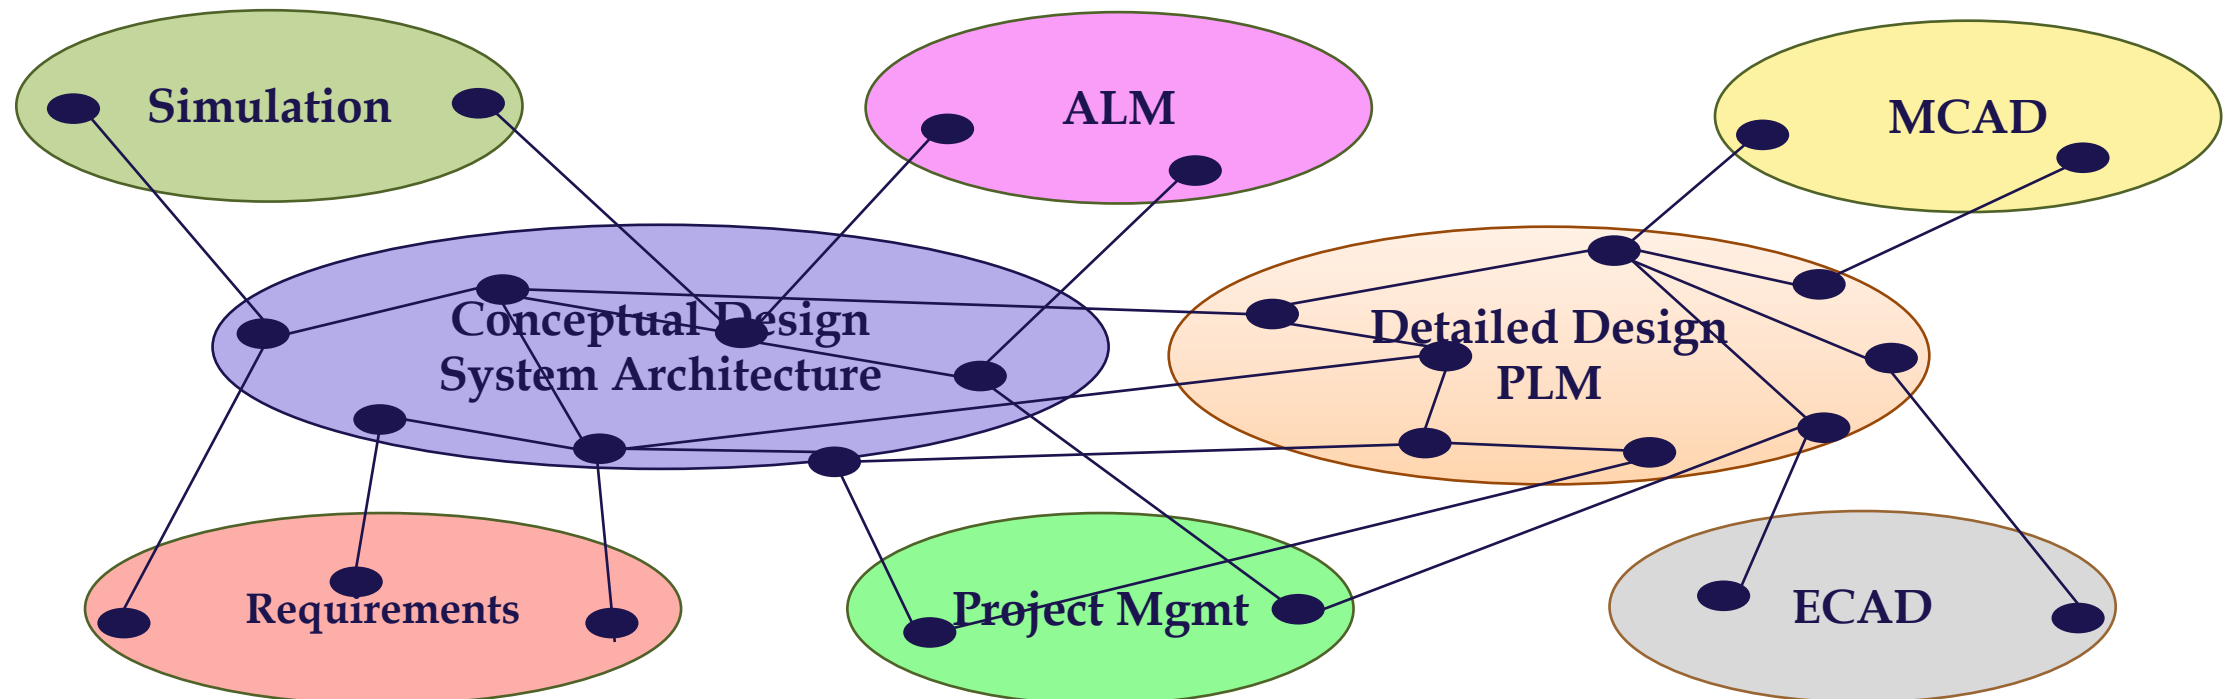 Simulation
ALM
MCAD
Conceptual Design
System Architecture
Detailed Design
PLM
Requirements
Project Mgmt
ECAD